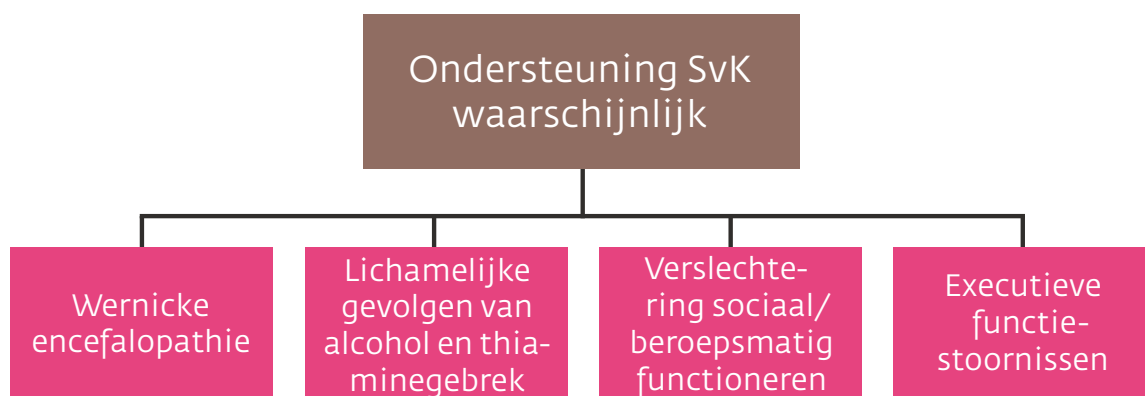 Ondersteuning SvK
waarschijnlijk
Wernicke
encefalopathie
Lichamelijke
gevolgen van
alcohol en thia-
minegebrek
Verslechte-
ring sociaal/
beroepsmatig
functioneren
Executieve
functie-
stoornissen